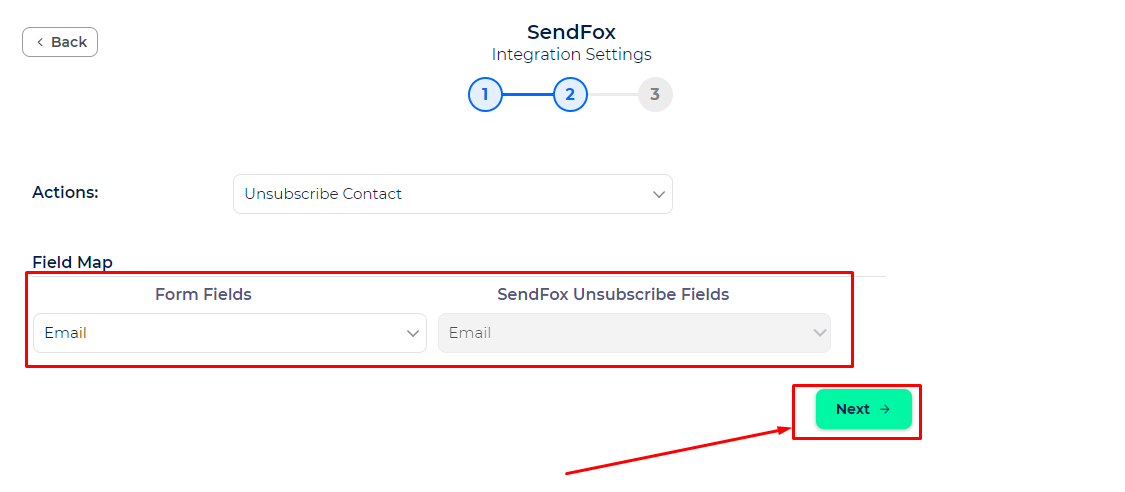 SendFox
Back
Integration Settings
1 2 3
Actions: Unsubscribe Contact
Field Map
Form Fields SendFox Unsubscribe Fields
Email Email
Next